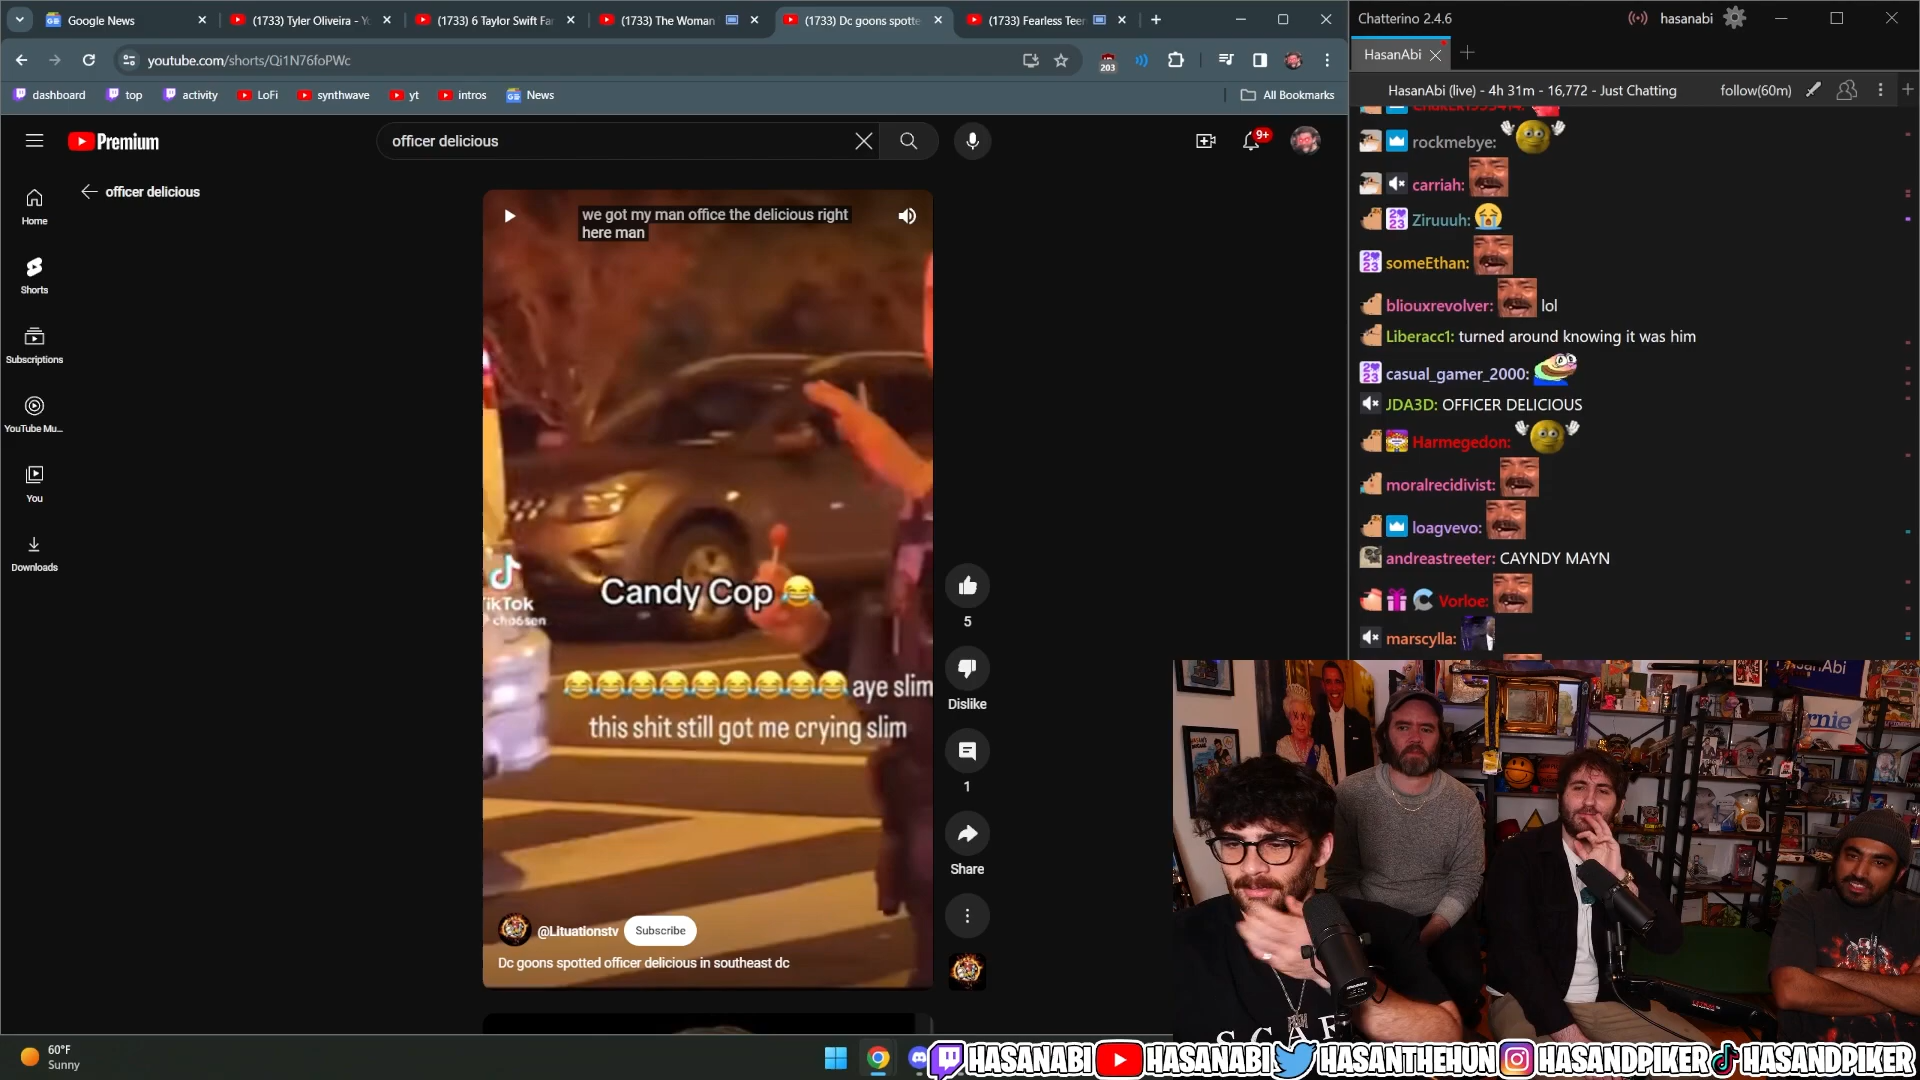 Google News
(1733) Tyler Oliveira - Y
(1733) 6 Taylor Swift Fa
(1733) The Woman
(1733) Dc goons spotte
(1733) Fearless Teen
youtube.com/shorts/Qi1N76foPWc
203
dashboard
top
activity
LoFi
synthwave
yt
intros
News
All Bookmarks
Premium
officer delicious
9+
officer delicious
Home
Shorts
Subscriptions
YouTube Mu...
You
Downloads
we got my man office the delicious right
here man
Candy Cop 😂
ikTok
cho6sen
😂😂😂😂😂😂😂😂😂 aye slim
this shit still got me crying slim
@Lituationstv
Subscribe
Dc goons spotted officer delicious in southeast dc
5
Dislike
1
Share
60°F
Sunny
Chatterino 2.4.6
hasanabi
HasanAbi
HasanAbi (live) - 4h 31m - 16,772 - Just Chatting
follow(60m)
rockmebye:
carriah:
Ziruuuh: 😭
someEthan:
bliouxrevolver: lol
Liberacc1: turned around knowing it was him
casual_gamer_2000:
JDA3D: OFFICER DELICIOUS
Harmegedon:
moralrecidivist:
loagvevo:
andreastreeter: CAYNDY MAYN
Vorloe:
marscylla:
HASANABI
HASANABI
HASANTHEHUN
HASANDPIKER
HASANDPIKER